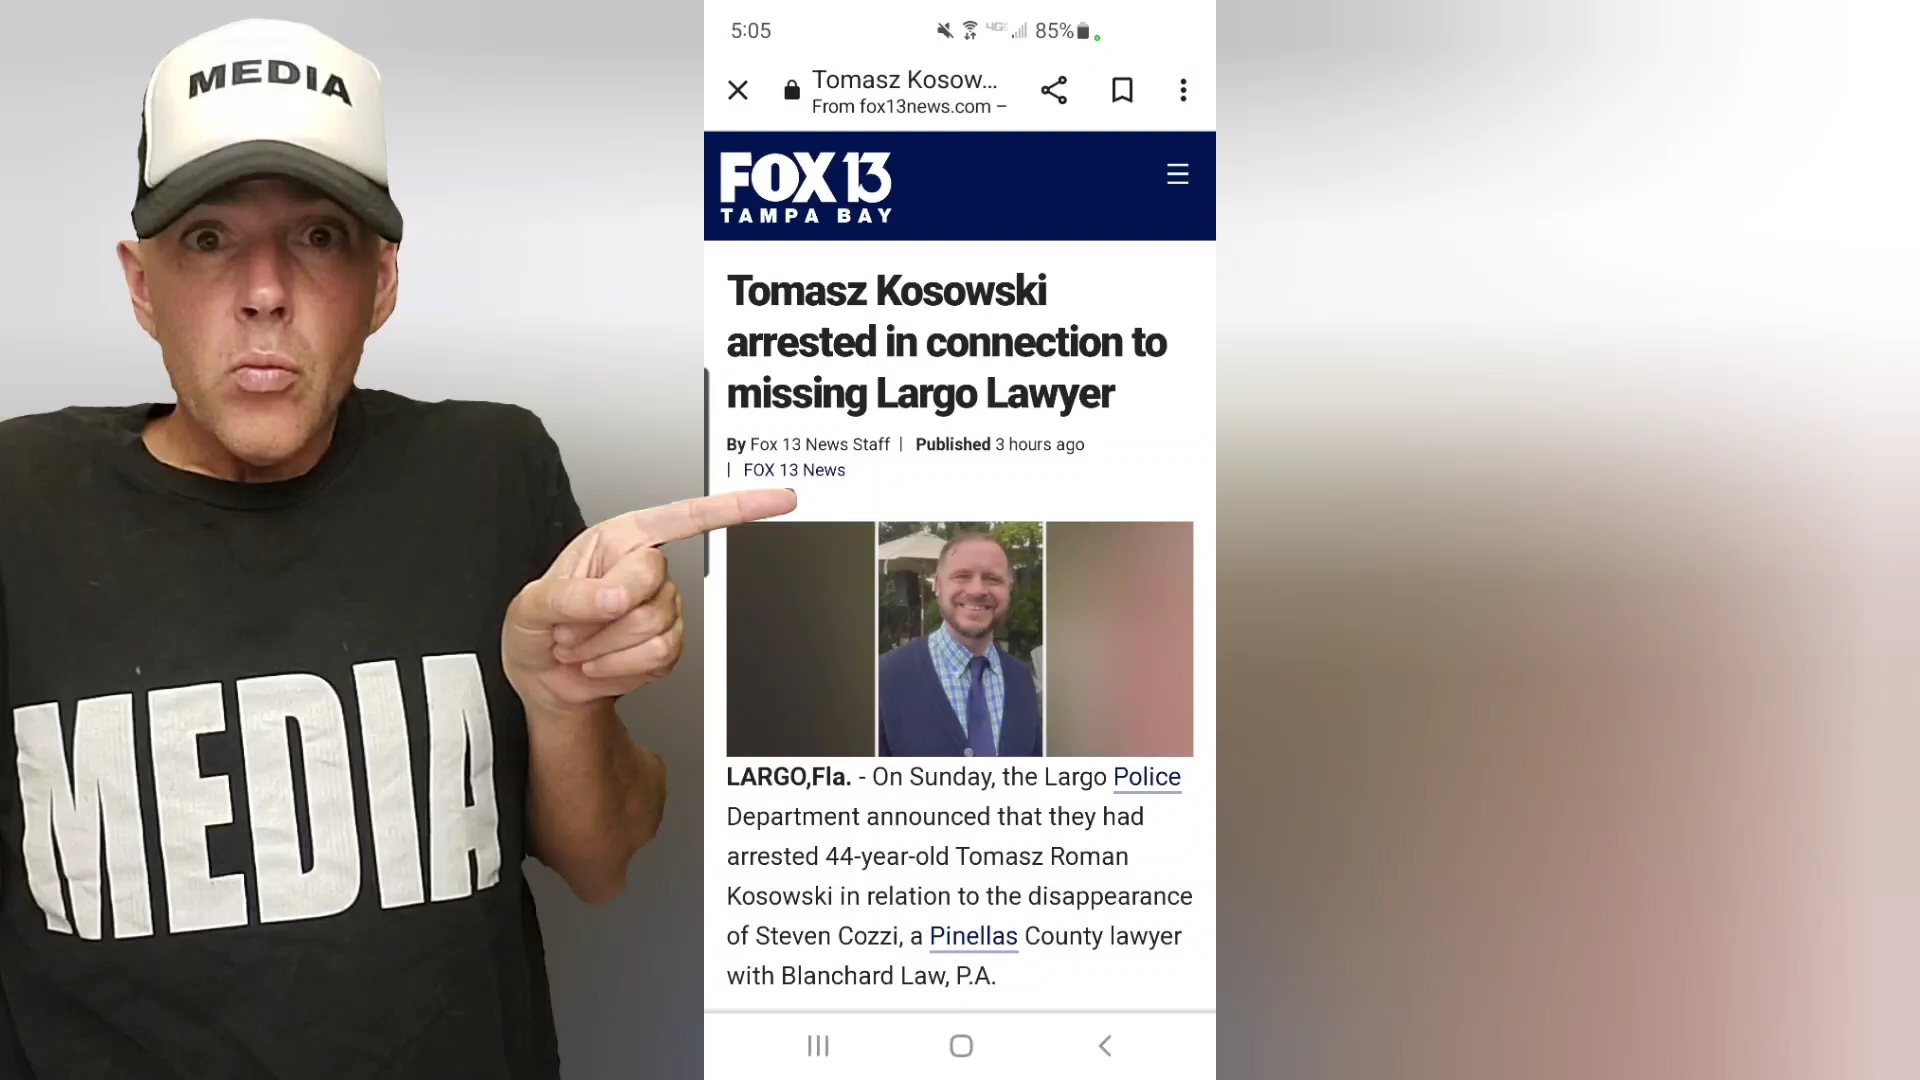 MEDIA
MEDIA
5:05
4GE
85%
Tomasz Kosow...
From fox13news.com –
FOX 13
TAMPA BAY
Tomasz Kosowski
arrested in connection to
missing Largo Lawyer
By Fox 13 News Staff | Published 3 hours ago
| FOX 13 News
LARGO,Fla. - On Sunday, the Largo Police
Department announced that they had
arrested 44-year-old Tomasz Roman
Kosowski in relation to the disappearance
of Steven Cozzi, a Pinellas County lawyer
with Blanchard Law, P.A.